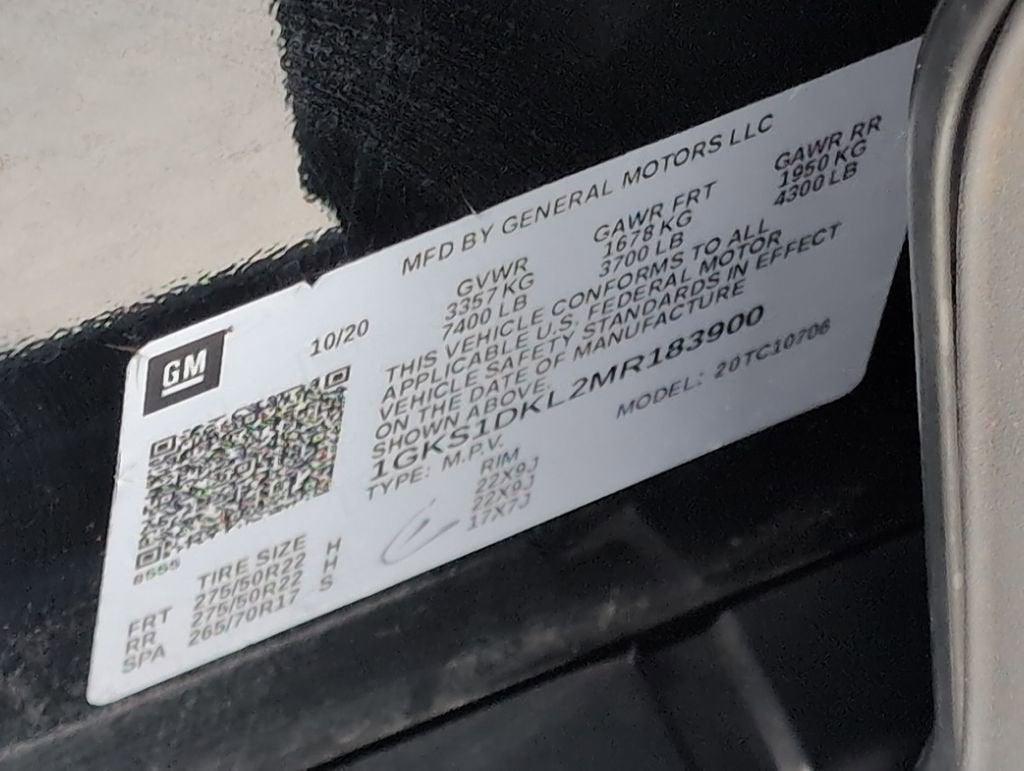 GM
10/20
MFD BY GENERAL MOTORS LLC
GVWR GAWR FRT GAWR RR
3357 KG 1678 KG 1950 KG
7400 LB 3700 LB 4300 LB
THIS VEHICLE CONFORMS TO ALL
APPLICABLE U.S. FEDERAL MOTOR
VEHICLE SAFETY STANDARDS IN EFFECT
ON THE DATE OF MANUFACTURE
SHOWN ABOVE.
1GKS1DKL2MR183900
TYPE: M.P.V. MODEL: 20TC10706
8555
TIRE SIZE RIM
FRT 275/50R22 H 22X9J
RR 275/50R22 H 22X9J
SPA 265/70R17 S 17X7J